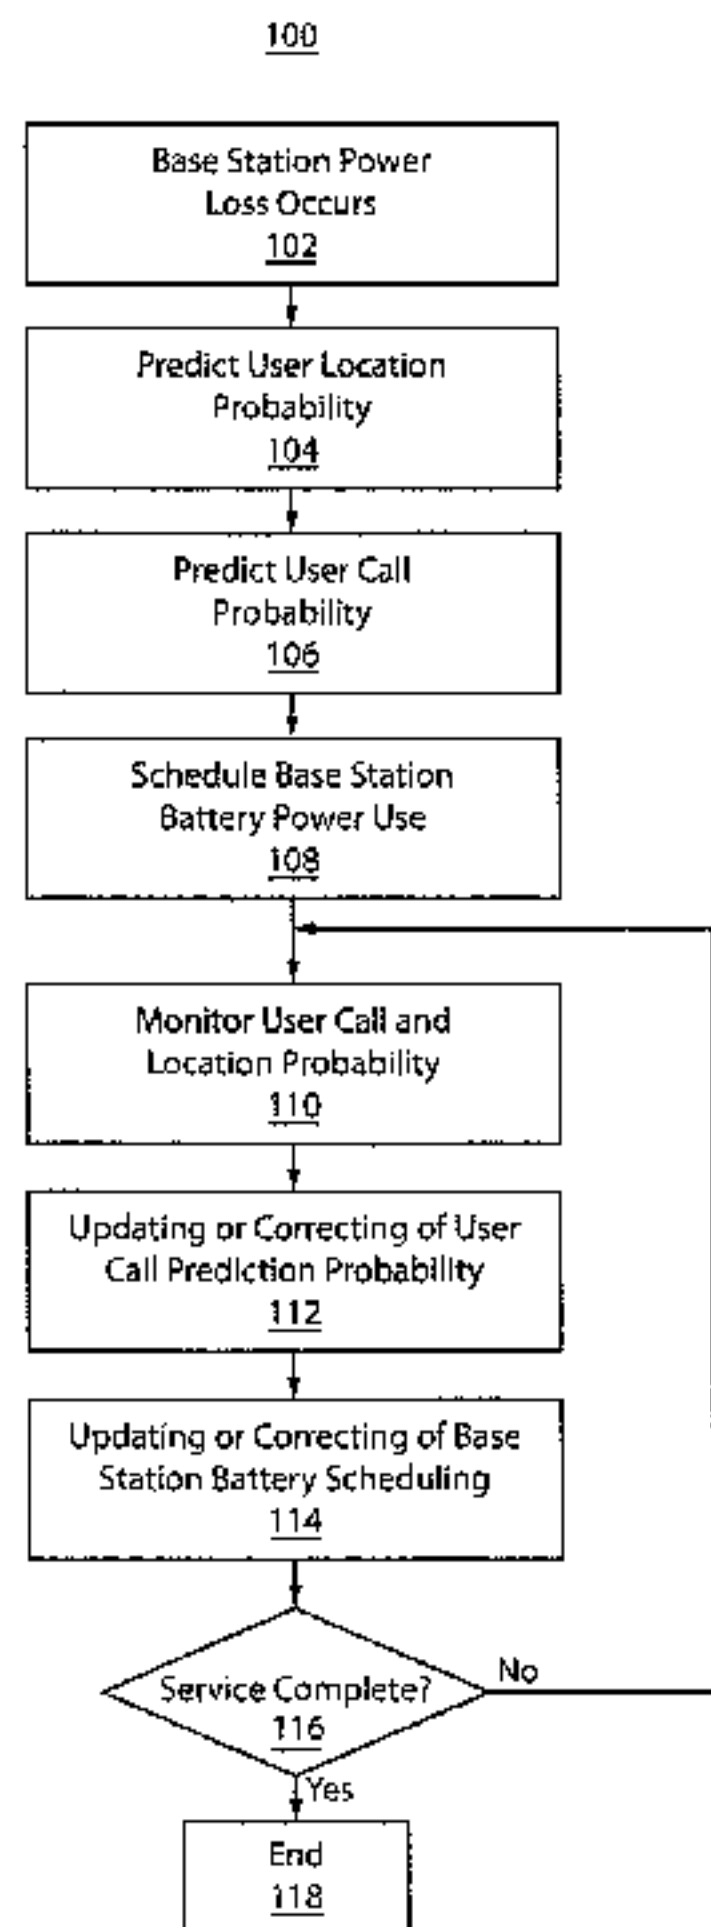 100
Base Station Power
Loss Occurs
102
Predict User Location
Probability
104
Predict User Call
Probability
106
Schedule Base Station
Battery Power Use
108
Monitor User Call and
Location Probability
110
Updating or Correcting of User
Call Prediction Probability
112
Updating or Correcting of Base
Station Battery Scheduling
114
Service Complete?
116
No
Yes
End
118